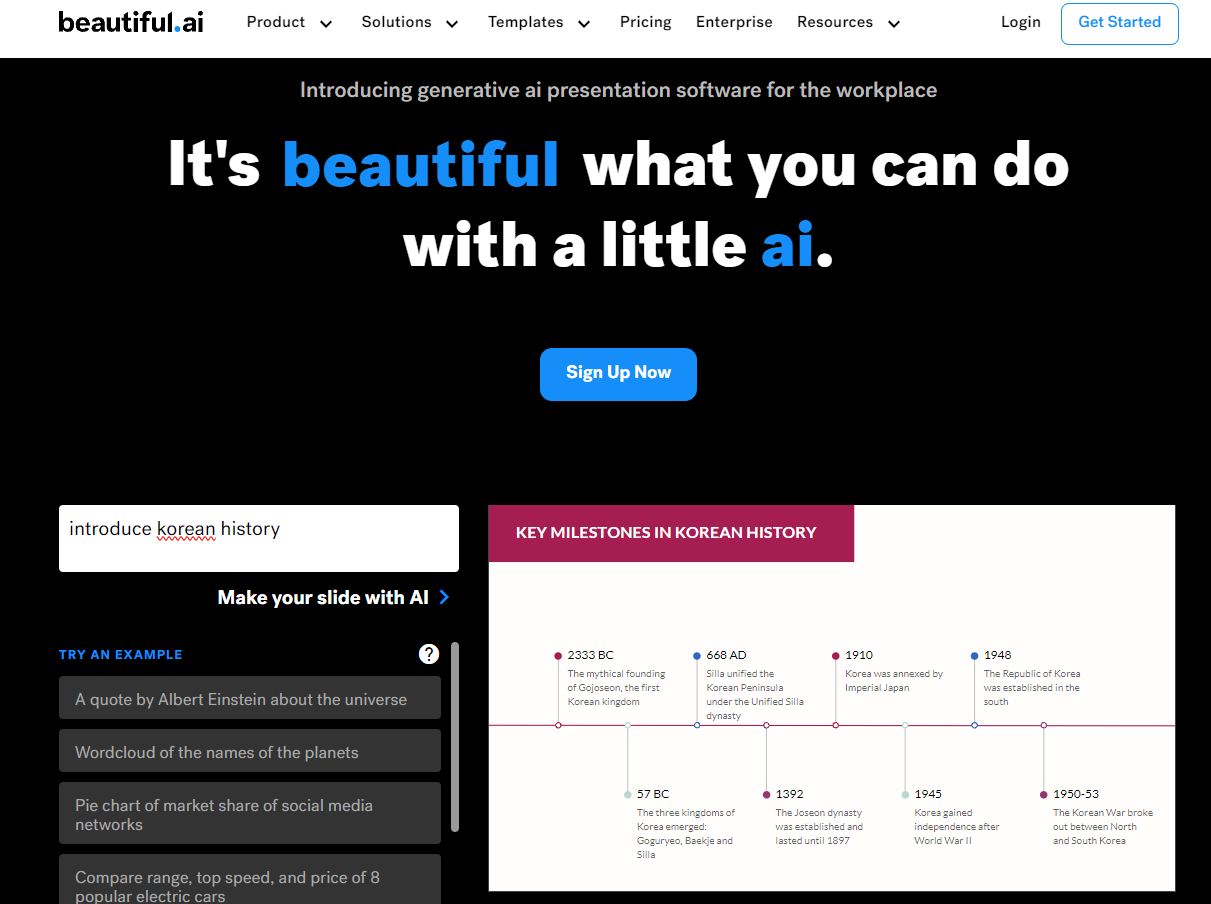 beautiful.ai Product Solutions Templates Pricing Enterprise Resources Login Get Started
Introducing generative ai presentation software for the workplace
It's beautiful what you can do
with a little ai.
Sign Up Now
introduce korean history
Make your slide with AI
TRY AN EXAMPLE ?
A quote by Albert Einstein about the universe
Wordcloud of the names of the planets
Pie chart of market share of social media
networks
Compare range, top speed, and price of 8
popular electric cars
KEY MILESTONES IN KOREAN HISTORY
2333 BC
The mythical founding
of Gojoseon, the first
Korean kingdom
668 AD
Silla unified the
Korean Peninsula
under the Unified Silla
dynasty
1910
Korea was annexed by
Imperial Japan
1948
The Republic of Korea
was established in the
south
57 BC
The three kingdoms of
Korea emerged:
Goguryeo, Baekje and
Silla
1392
The Joseon dynasty
was established and
lasted until 1897
1945
Korea gained
independence after
World War II
1950-53
The Korean War broke
out between North
and South Korea